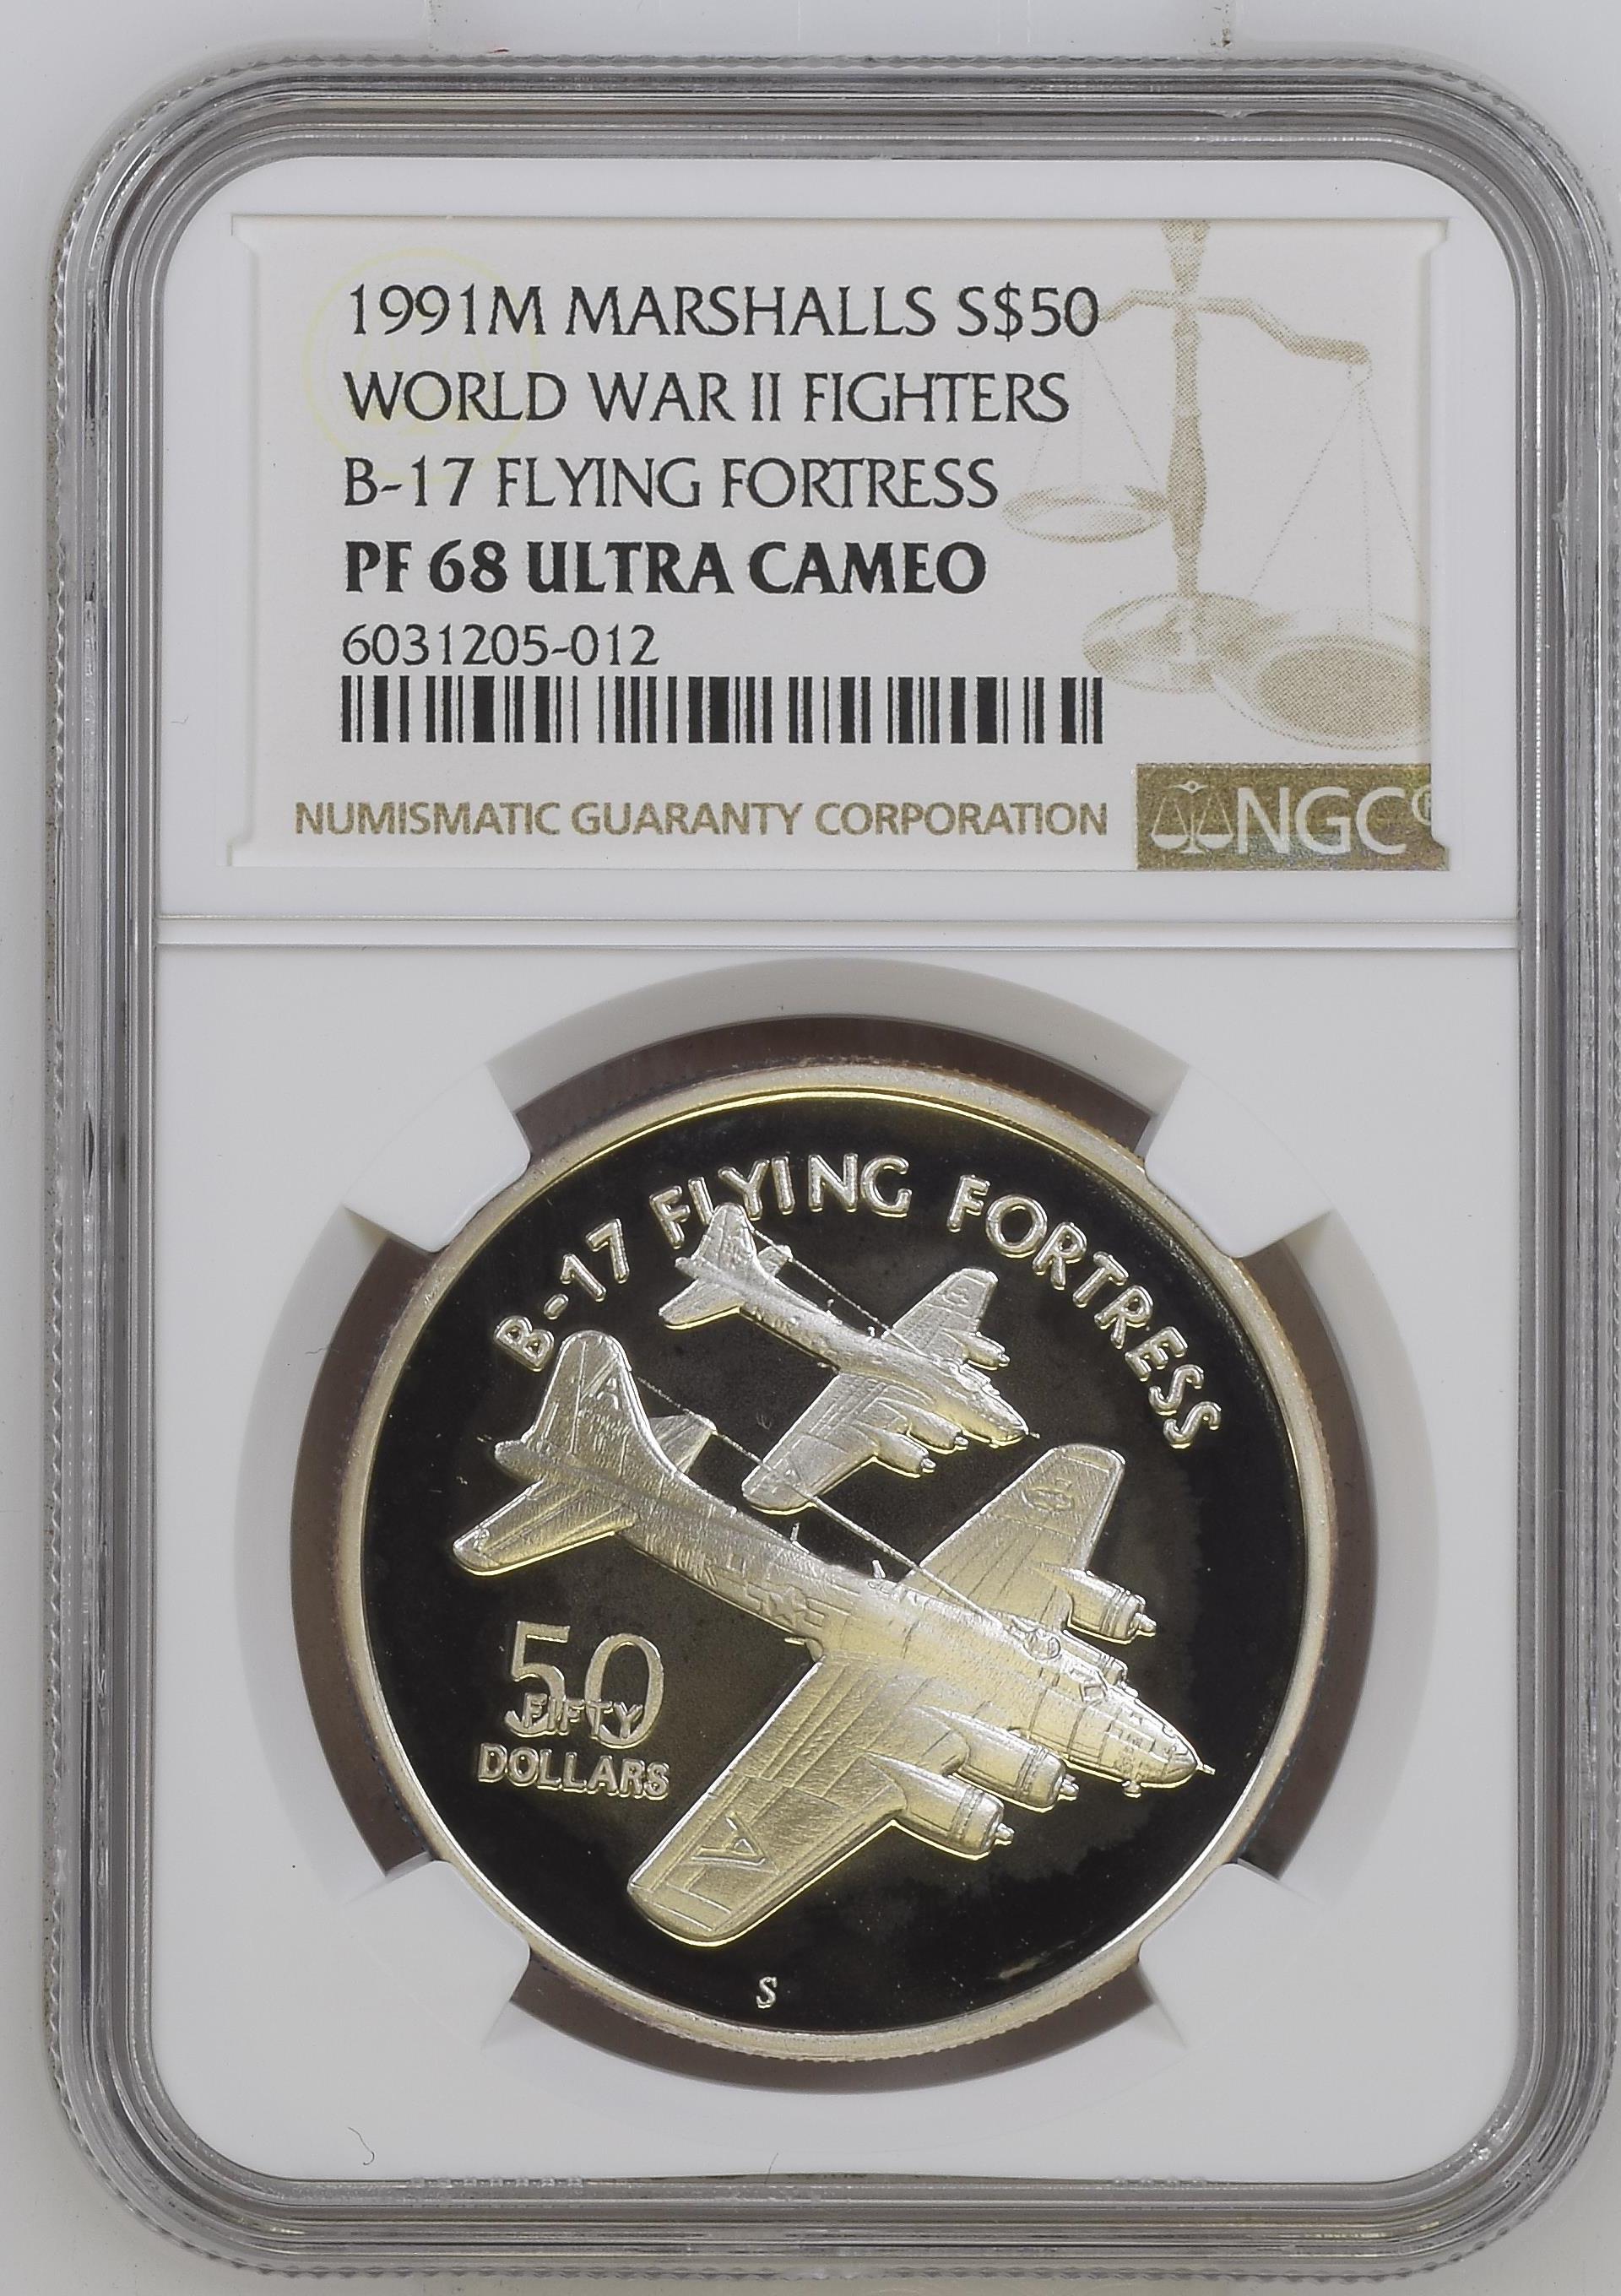 1991M MARSHALLS S$50
WORLD WAR II FIGHTERS
B-17 FLYING FORTRESS
PF 68 ULTRA CAMEO
6031205-012
NUMISMATIC GUARANTY CORPORATION
NGC®
B-17 FLYING FORTRESS
A
50
FIFTY
DOLLARS
A
S